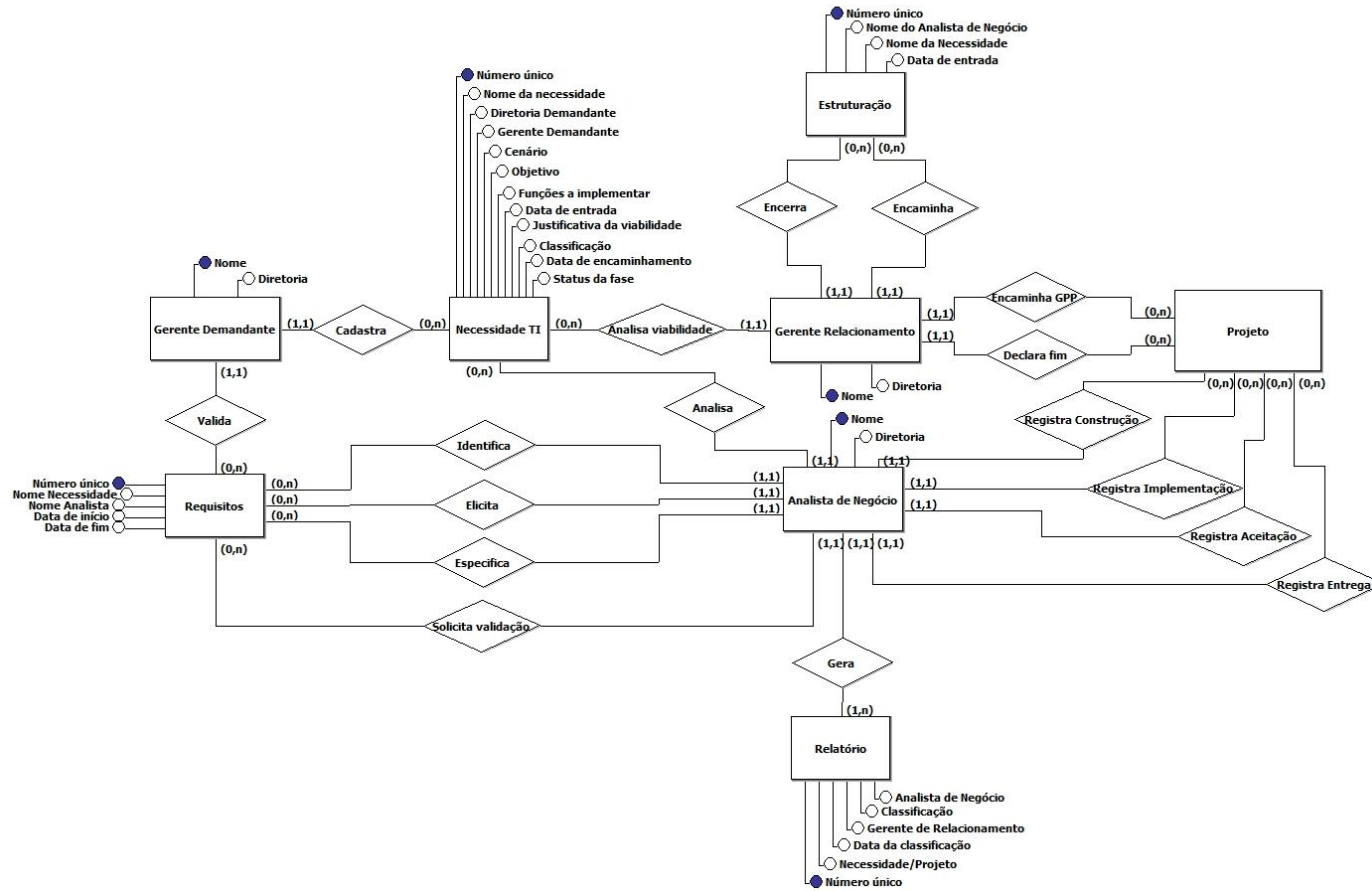 Número único
Nome do Analista de Negócio
Nome da Necessidade
Data de entrada
Estruturação
(0,n) (0,n)
Encerra
Encaminha
(1,1) (1,1)
Número único
Nome da necessidade
Diretoria Demandante
Gerente Demandante
Cenário
Objetivo
Funções a implementar
Data de entrada
Justificativa da viabilidade
Classificação
Data de encaminhamento
Status da fase
Nome
Diretoria
Gerente Demandante
(1,1)
Cadastra
(0,n)
Necessidade TI
(0,n)
Analisa viabilidade
(1,1)
Gerente Relacionamento
(1,1)
Encaminha GPP
(0,n)
(1,1)
Declara fim
(0,n)
Projeto
(1,1)
Valida
(0,n)
(0,n)
Analisa
(1,1)
Diretoria
Nome
Nome
Diretoria
(0,n) (0,n) (0,n) (0,n)
Registra Construção
(1,1)
Número único
Nome Necessidade
Nome Analista
Data de início
Data de fim
Requisitos
(0,n)
Identifica
(1,1)
(0,n)
Elicita
(1,1)
(0,n)
Especifica
(1,1)
(0,n)
Solicita validação
Analista de Negócio
(1,1)
Registra Implementação
(1,1)
Registra Aceitação
(1,1) (1,1) (1,1)
Registra Entrega
Gera
(1,n)
Relatório
Analista de Negócio
Classificação
Gerente de Relacionamento
Data da classificação
Necessidade/Projeto
Número único